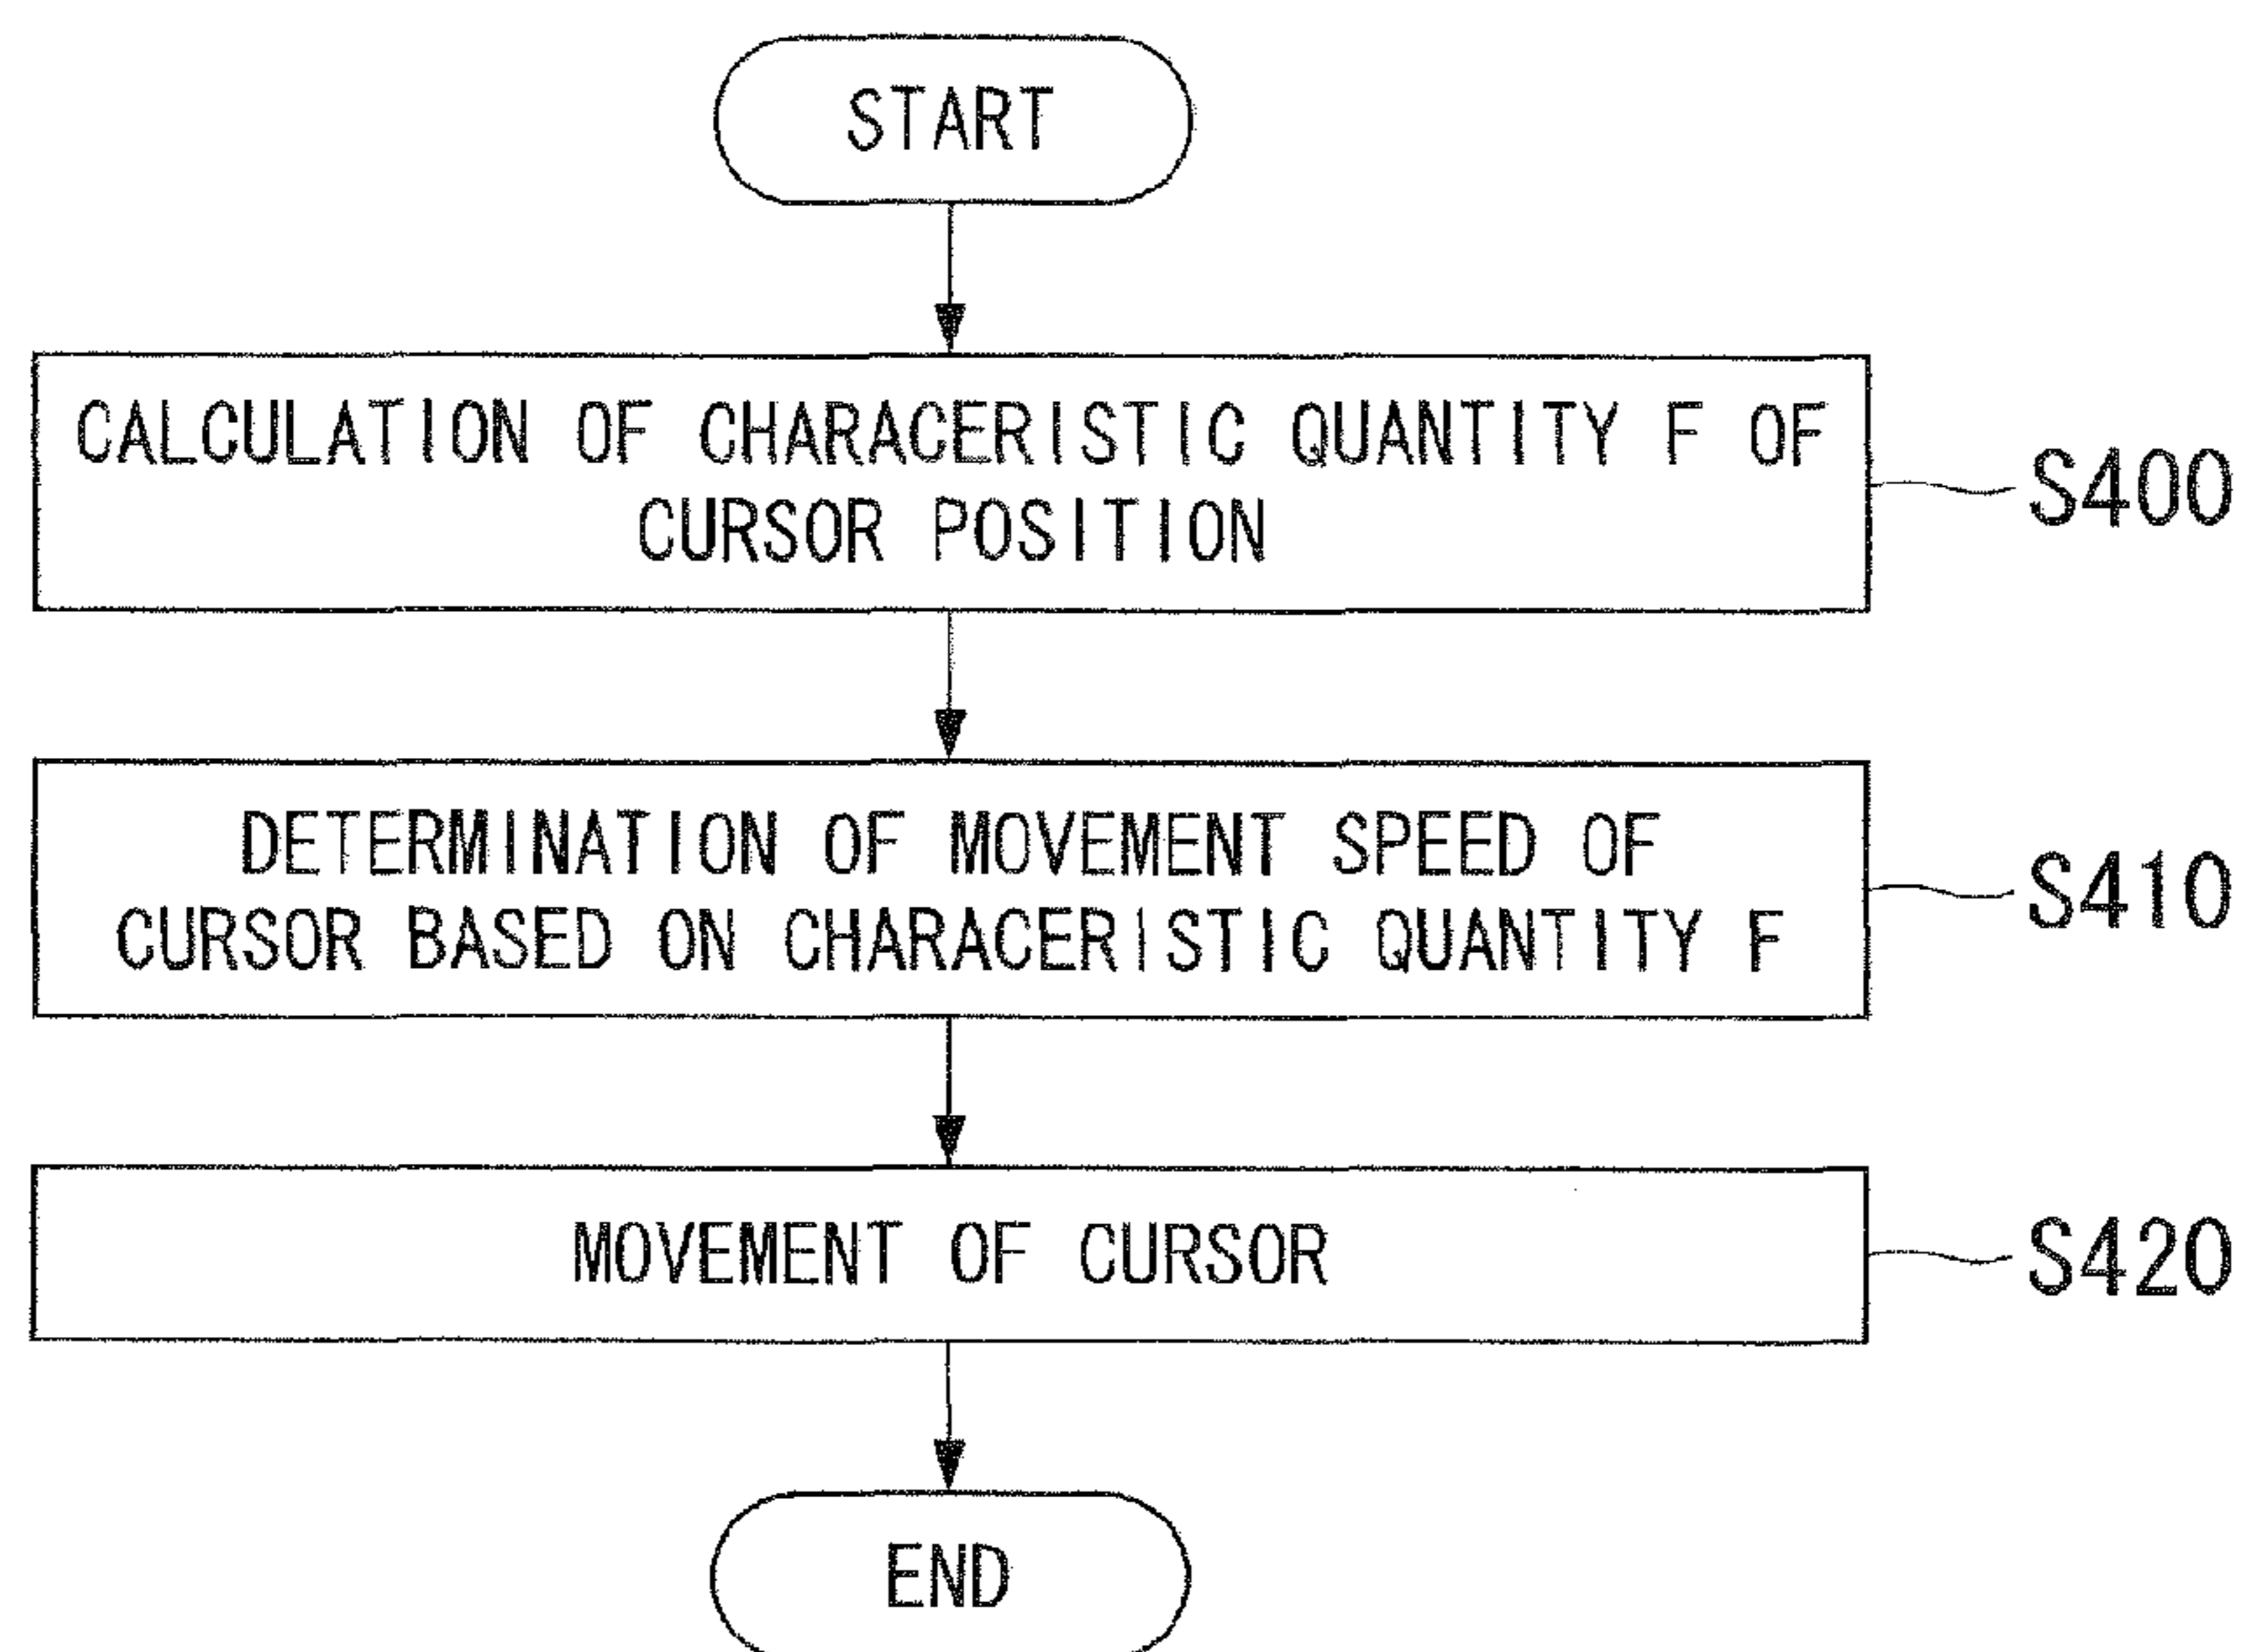 START
CALCULATION OF CHARACERISTIC QUANTITY F OF
CURSOR POSITION
S400
DETERMINATION OF MOVEMENT SPEED OF
CURSOR BASED ON CHARACERISTIC QUANTITY F
S410
MOVEMENT OF CURSOR
S420
END